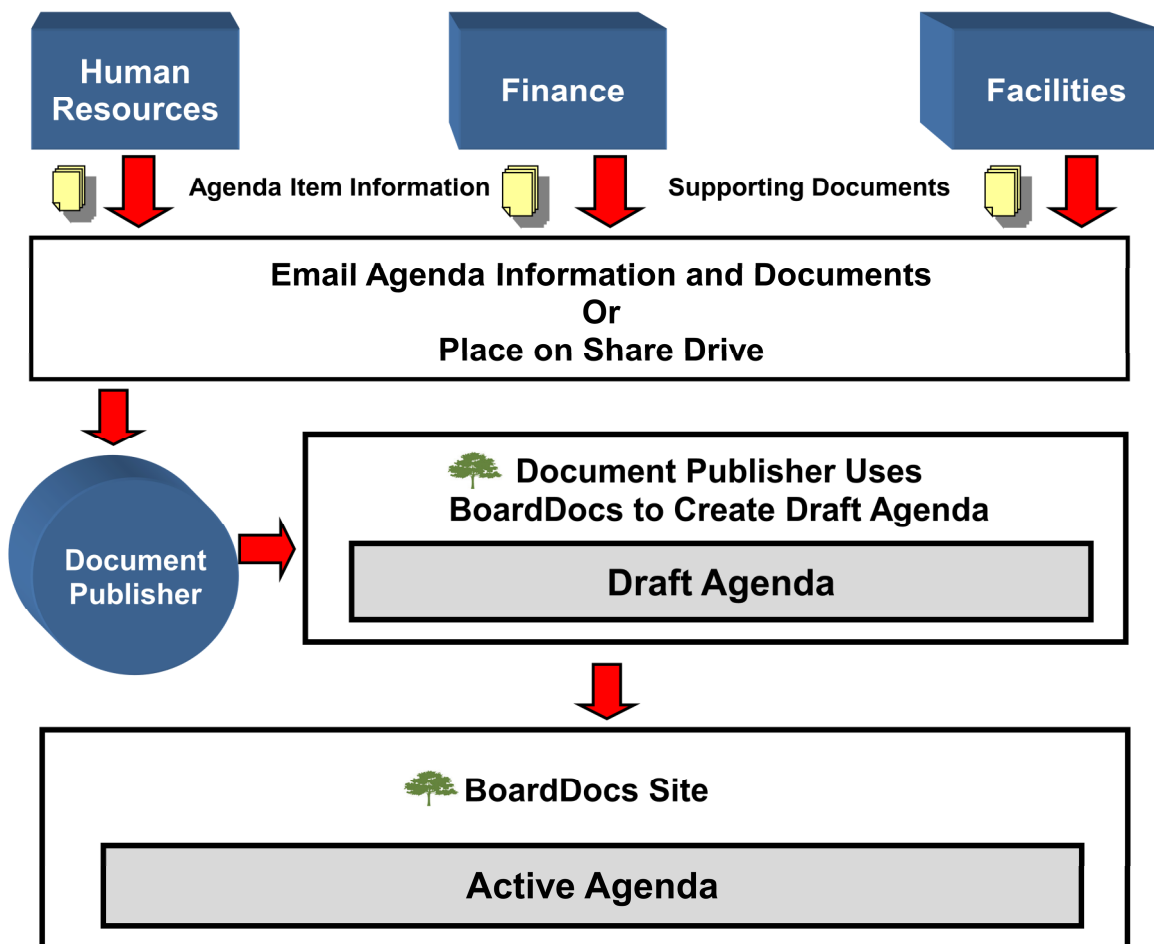 Human
Resources
Finance
Facilities
Agenda Item Information
Supporting Documents
Email Agenda Information and Documents
Or
Place on Share Drive
Document
Publisher
Document Publisher Uses
BoardDocs to Create Draft Agenda
Draft Agenda
BoardDocs Site
Active Agenda